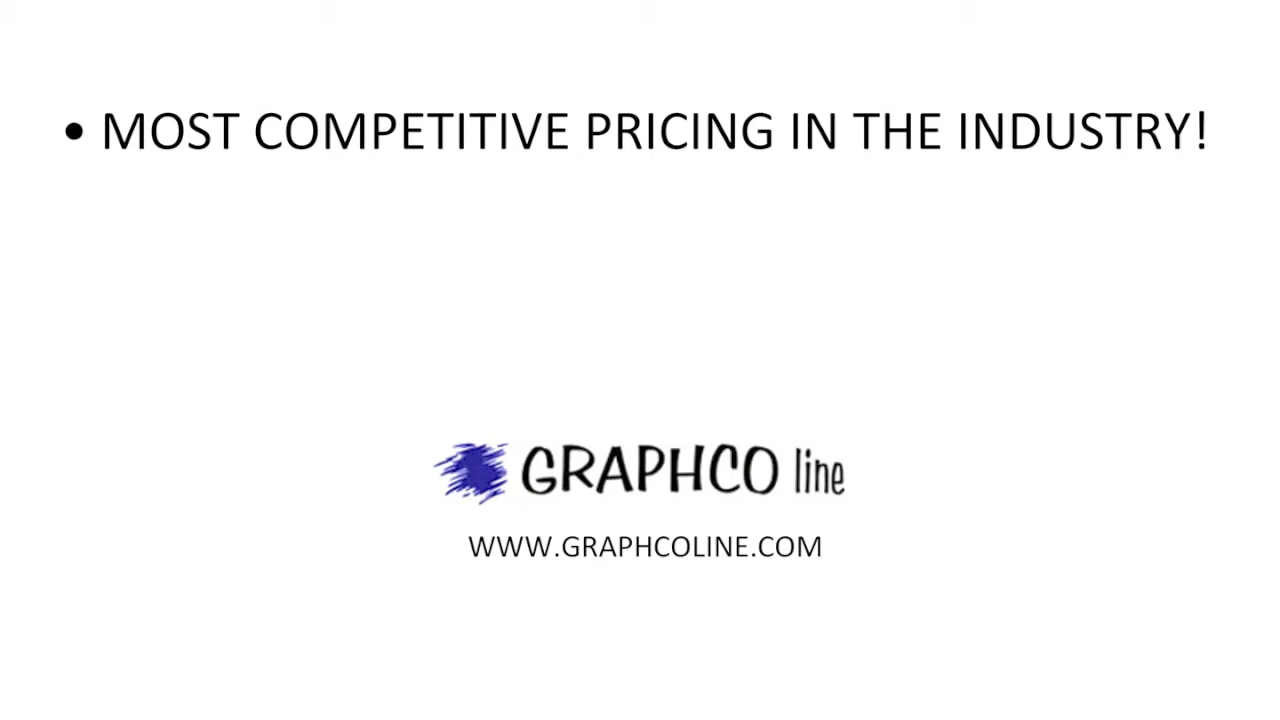 • MOST COMPETITIVE PRICING IN THE INDUSTRY!
GRAPHCO line
WWW.GRAPHCOLINE.COM